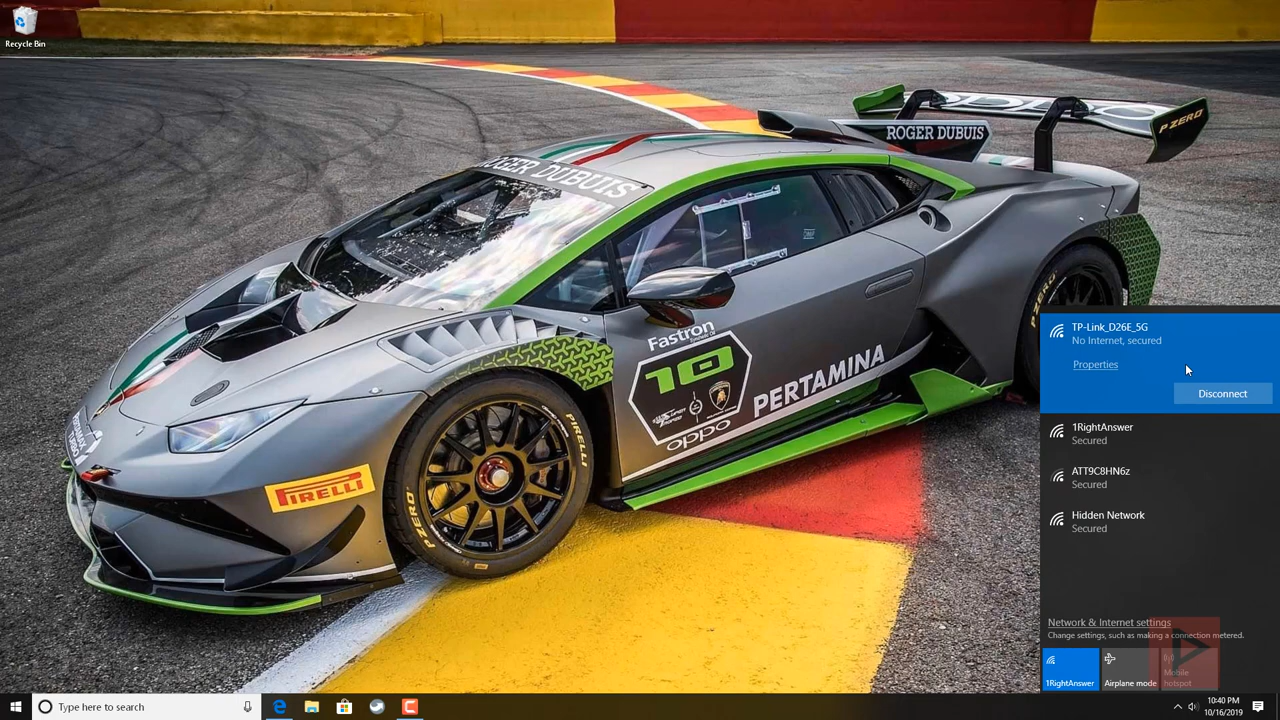 Recycle Bin
ROGER DUBUIS
P ZERO
ROGER DUBUIS
Fastron
10
PERTAMINA
oppo
PIRELLI
PIRELLI
P ZERO
P ZERO
TP-Link_D26E_5G
No Internet, secured
Properties
Disconnect
1RightAnswer
Secured
ATT9C8HN6z
Secured
Hidden Network
Secured
Network & Internet settings
Change settings, such as making a connection metered.
1RightAnswer
Airplane mode
Mobile
hotspot
Type here to search
10:40 PM
10/16/2019